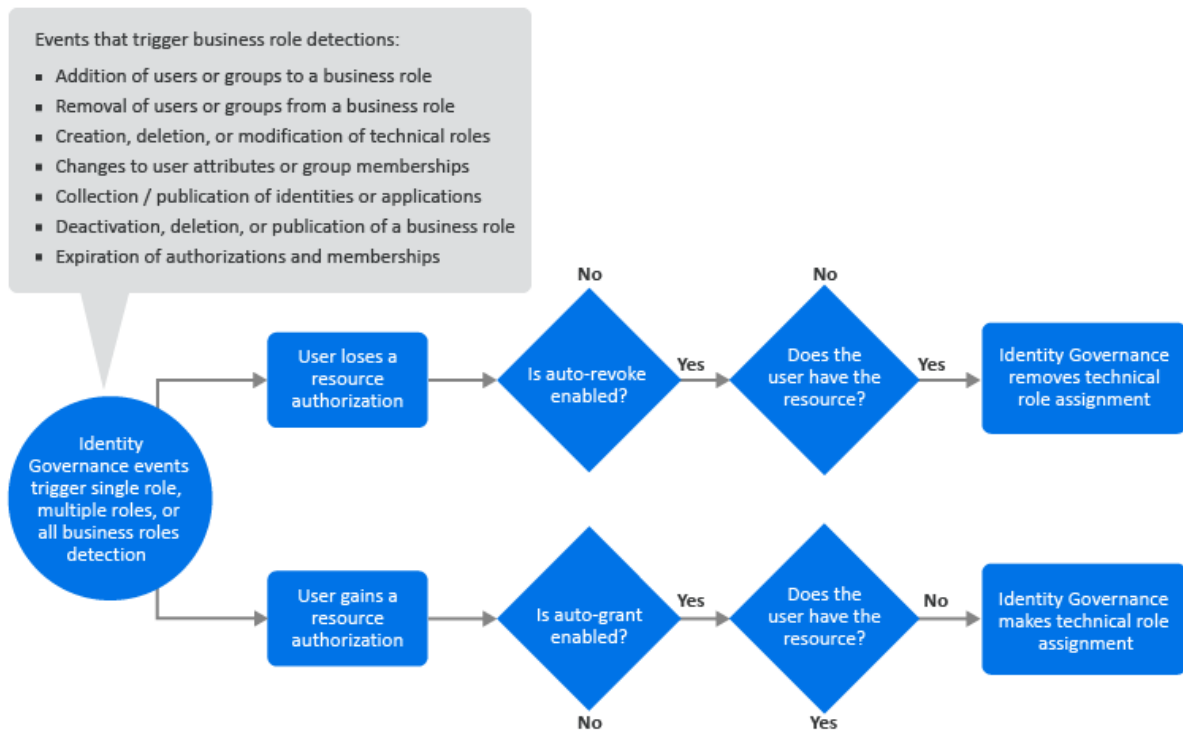 Events that trigger business role detections:
▪ Addition of users or groups to a business role
▪ Removal of users or groups from a business role
▪ Creation, deletion, or modification of technical roles
▪ Changes to user attributes or group memberships
▪ Collection / publication of identities or applications
▪ Deactivation, deletion, or publication of a business role
▪ Expiration of authorizations and memberships
Identity
Governance events
trigger single role,
multiple roles, or
all business roles
detection
User loses a
resource
authorization
No
Is auto-revoke
enabled?
Yes
No
Does the
user have the
resource?
Yes
Identity Governance
removes technical
role assignment
User gains a
resource
authorization
Is auto-grant
enabled?
No
Yes
Does the
user have the
resource?
Yes
No
Identity Governance
makes technical role
assignment